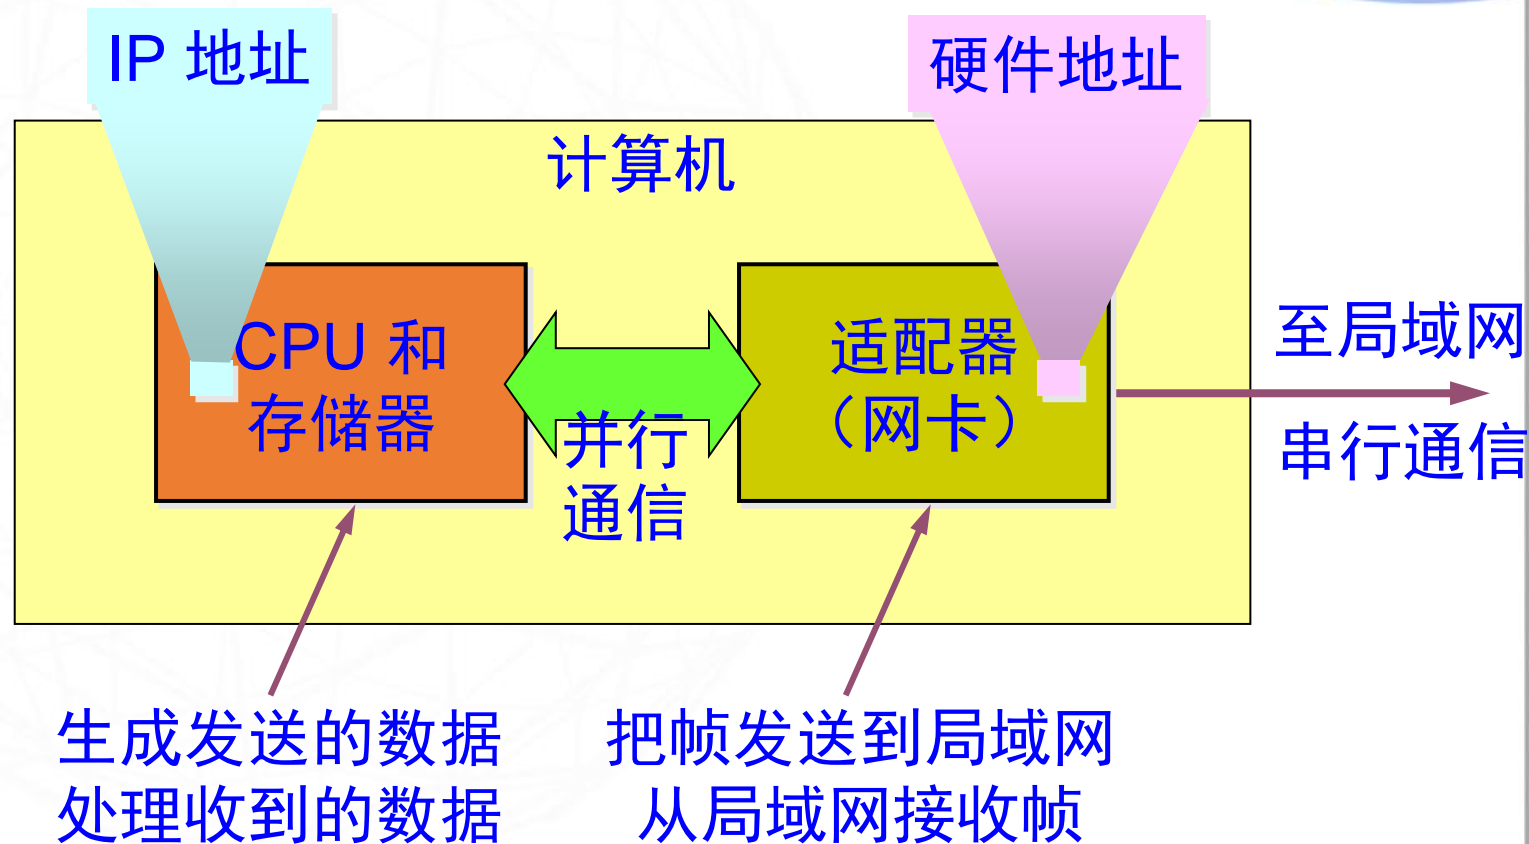 IP 地址
硬件地址
计算机
CPU 和
存储器
并行
通信
适配器
（网卡）
至局域网
串行通信
生成发送的数据
处理收到的数据
把帧发送到局域网
从局域网接收帧